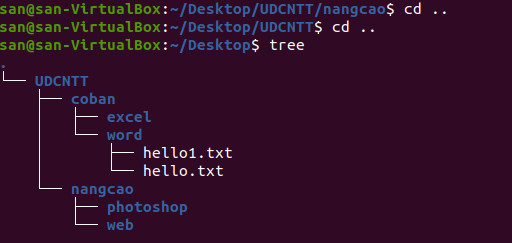 san@san-VirtualBox:~/Desktop/UDCNTT/nangcao$ cd ..
san@san-VirtualBox:~/Desktop/UDCNTT$ cd ..
san@san-VirtualBox:~/Desktop$ tree
.
└── UDCNTT
    ├── coban
    │   ├── excel
    │   └── word
    │       ├── hello1.txt
    │       └── hello.txt
    └── nangcao
        ├── photoshop
        └── web